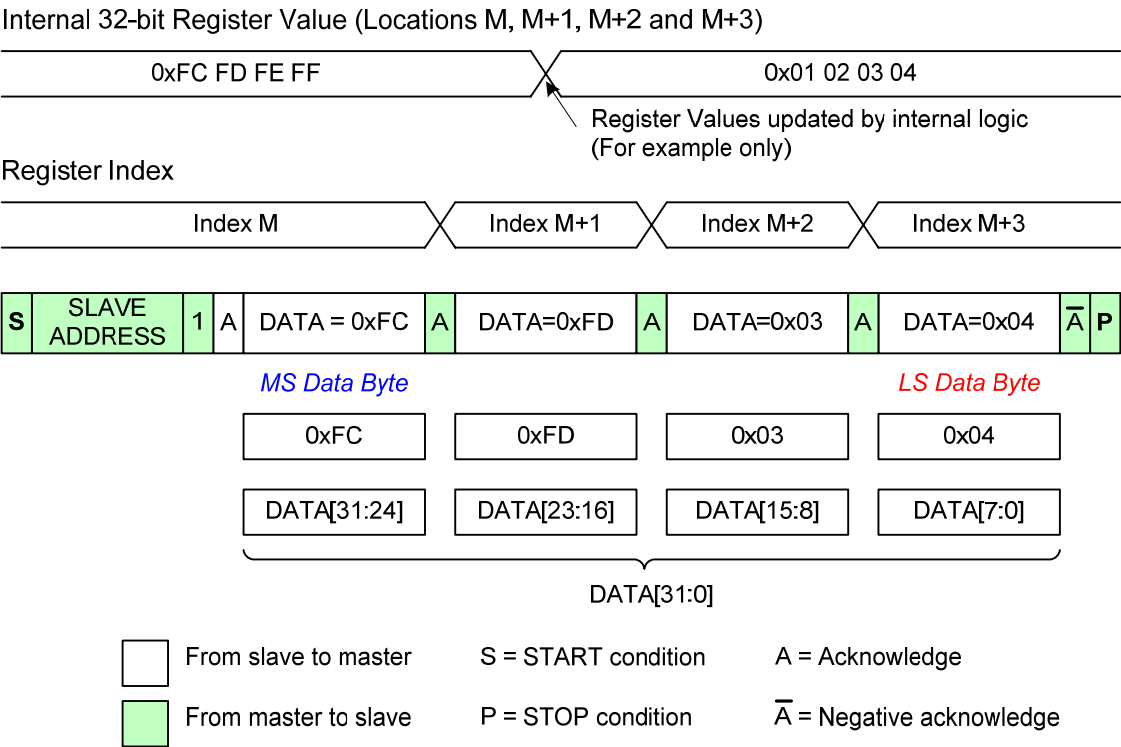 Internal 32-bit Register Value (Locations M, M+1, M+2 and M+3)
0xFC FD FE FF
0x01 02 03 04
Register Values updated by internal logic
(For example only)
Register Index
Index M
Index M+1
Index M+2
Index M+3
S
SLAVE
ADDRESS
1
A
DATA = 0xFC
A
DATA=0xFD
A
DATA=0x03
A
DATA=0x04
A̅
P
MS Data Byte
LS Data Byte
0xFC
0xFD
0x03
0x04
DATA[31:24]
DATA[23:16]
DATA[15:8]
DATA[7:0]
DATA[31:0]
From slave to master
S = START condition
A = Acknowledge
From master to slave
P = STOP condition
A̅ = Negative acknowledge